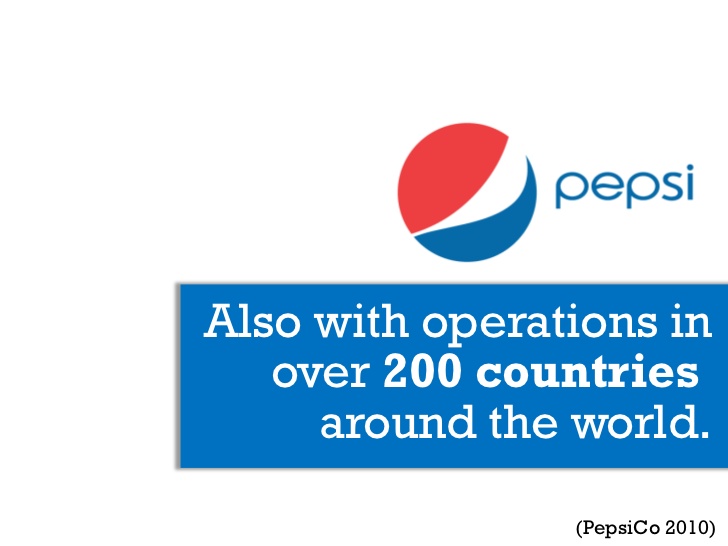 pepsi
Also with operations in
over 200 countries
around the world.
(PepsiCo 2010)